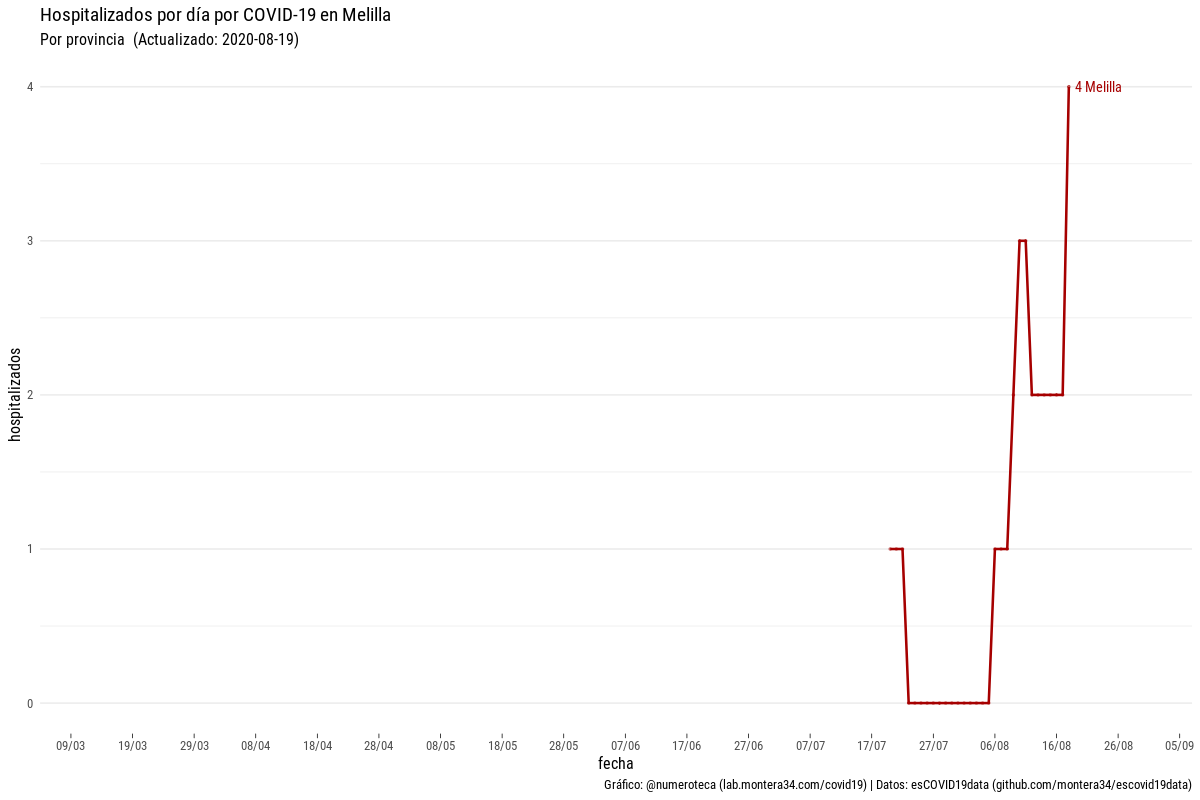 Hospitalizados por día por COVID-19 en Melilla
Por provincia  (Actualizado: 2020-08-19)
4
4 Melilla
3
hospitalizados
2
1
0
09/03 19/03 29/03 08/04 18/04 28/04 08/05 18/05 28/05 07/06 17/06 27/06 07/07 17/07 27/07 06/08 16/08 26/08 05/09
fecha
Gráfico: @numeroteca (lab.montera34.com/covid19) | Datos: esCOVID19data (github.com/montera34/escovid19data)